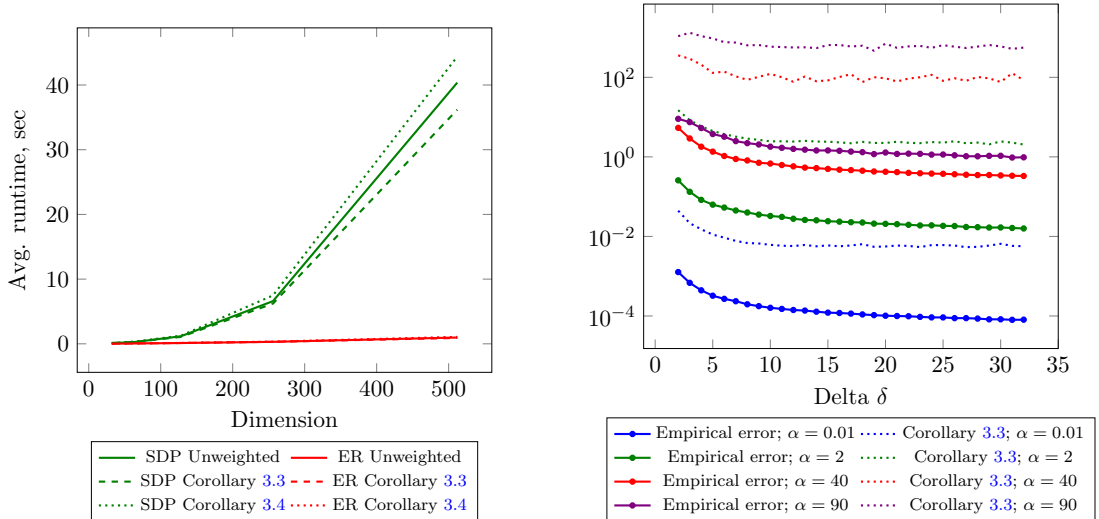 Avg. runtime, sec
40
30
20
10
0
0 100 200 300 400 500
Dimension
SDP Unweighted ER Unweighted
SDP Corollary 3.3 ER Corollary 3.3
SDP Corollary 3.4 ER Corollary 3.4
10^2
10^0
10^−2
10^−4
0 5 10 15 20 25 30 35
Delta δ
Empirical error; α = 0.01 Corollary 3.3; α = 0.01
Empirical error; α = 2 Corollary 3.3; α = 2
Empirical error; α = 40 Corollary 3.3; α = 40
Empirical error; α = 90 Corollary 3.3; α = 90